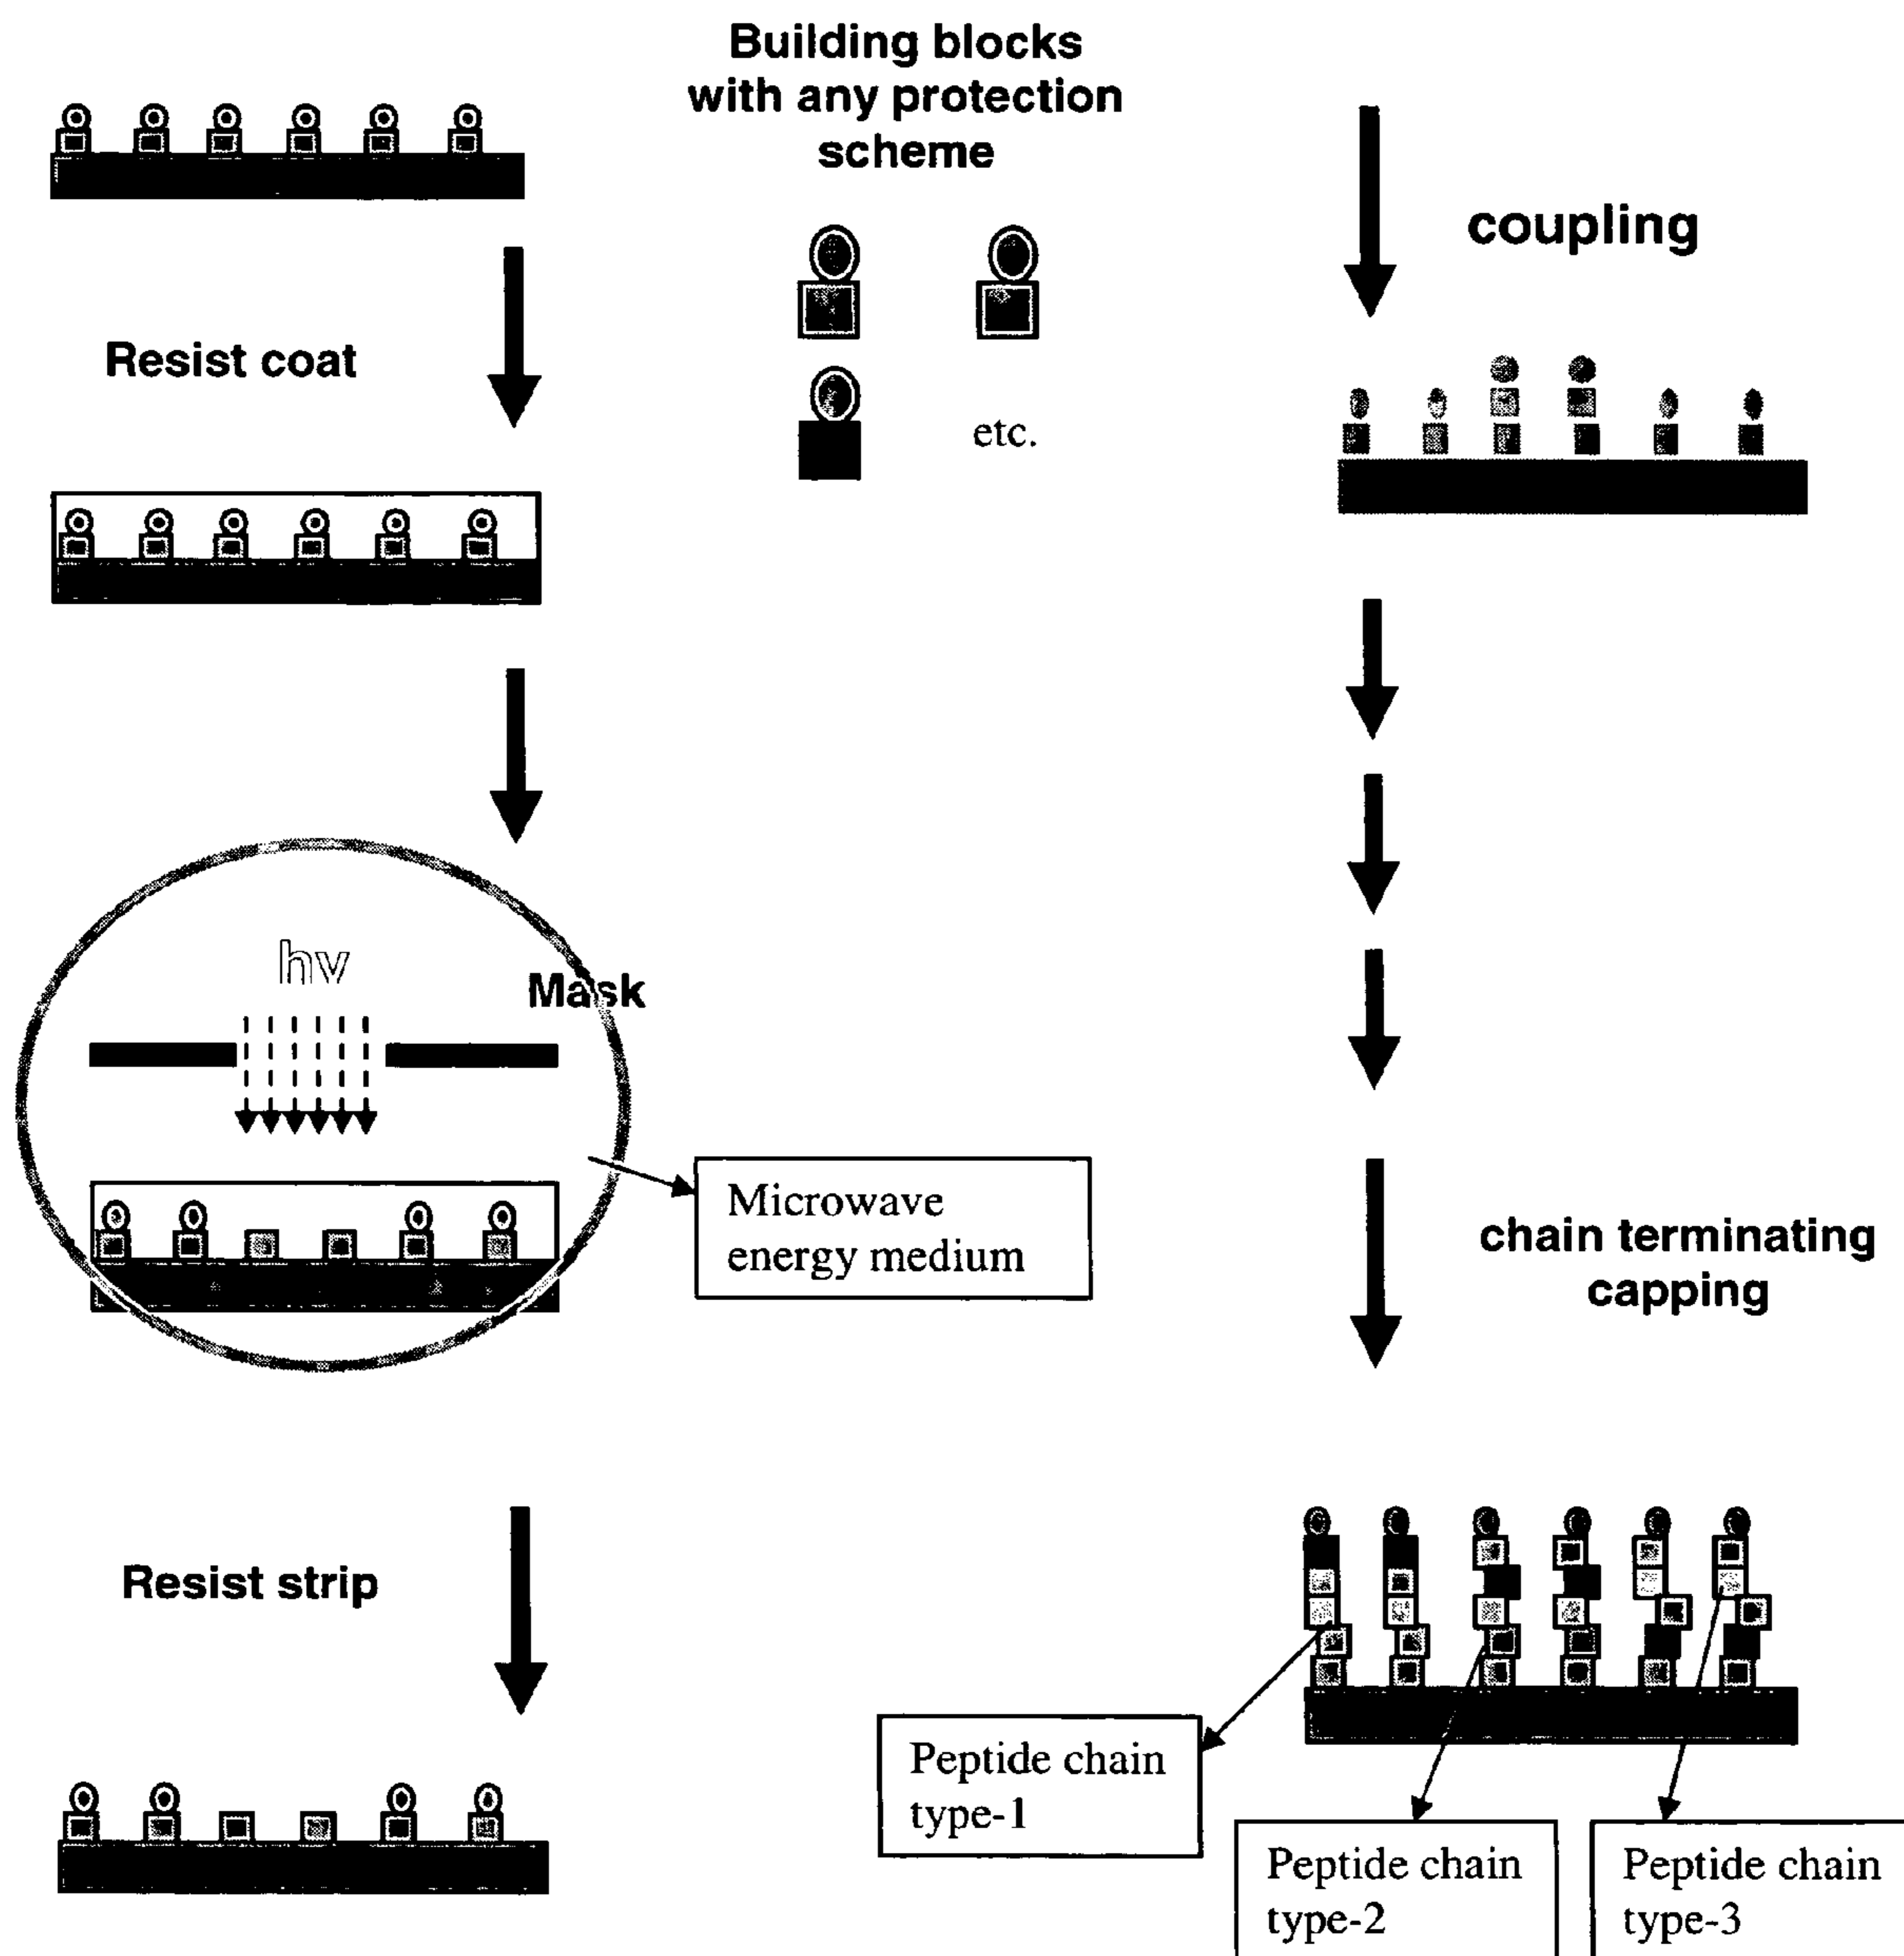 Building blocks
with any protection
scheme
Resist coat
etc.
coupling
hν
Mask
Microwave
energy medium
chain terminating
capping
Resist strip
Peptide chain
type-1
Peptide chain
type-2
Peptide chain
type-3